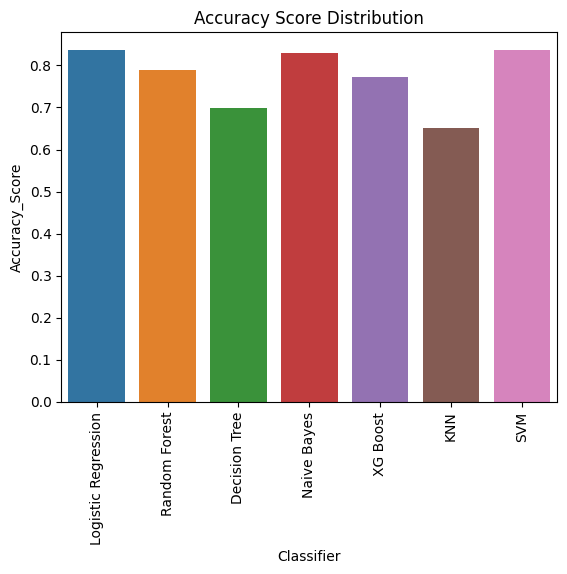 Accuracy Score Distribution
Accuracy_Score
0.8
0.7
0.6
0.5
0.4
0.3
0.2
0.1
0.0
Logistic Regression
Random Forest
Decision Tree
Naive Bayes
XG Boost
KNN
SVM
Classifier